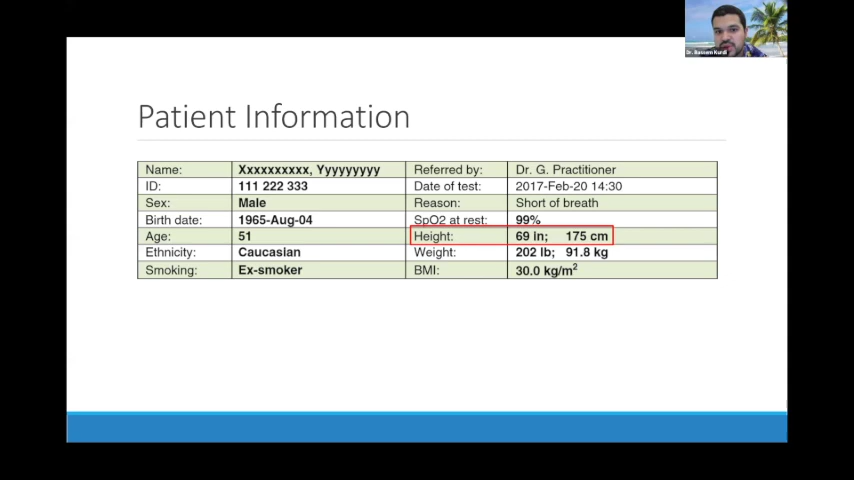 Dr. Bassem Kurdi
Patient Information
Name: Xxxxxxxxxx, Yyyyyyyyy Referred by: Dr. G. Practitioner
ID: 111 222 333 Date of test: 2017-Feb-20 14:30
Sex: Male Reason: Short of breath
Birth date: 1965-Aug-04 SpO2 at rest: 99%
Age: 51 Height: 69 in; 175 cm
Ethnicity: Caucasian Weight: 202 lb; 91.8 kg
Smoking: Ex-smoker BMI: 30.0 kg/m²